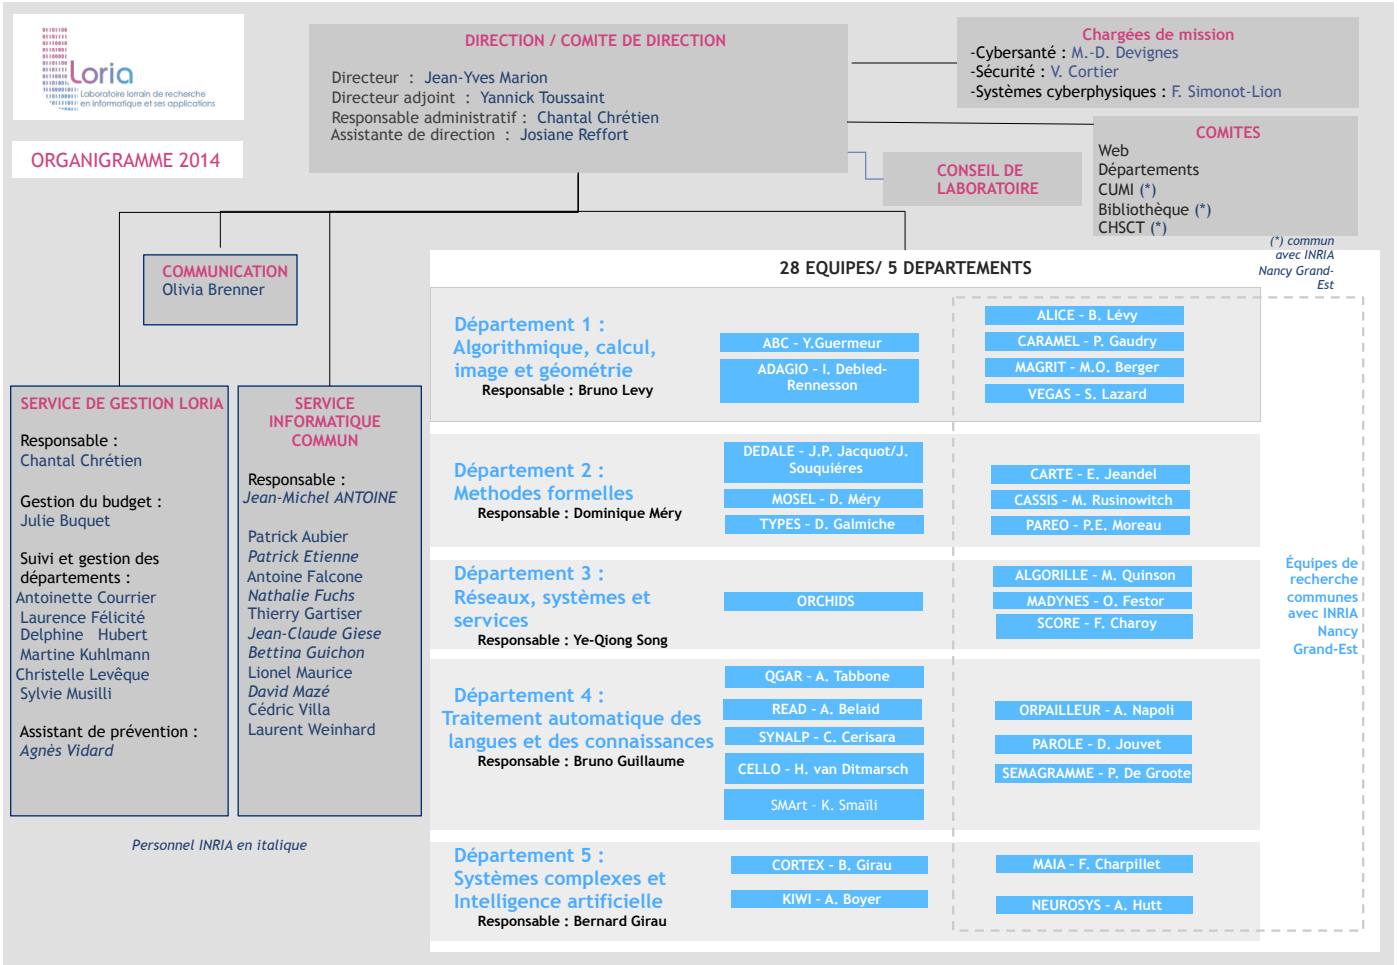 Loria
Laboratoire lorrain de recherche
en informatique et ses applications
ORGANIGRAMME 2014
DIRECTION / COMITE DE DIRECTION
Directeur : Jean-Yves Marion
Directeur adjoint : Yannick Toussaint
Responsable administratif : Chantal Chrétien
Assistante de direction : Josiane Reffort
Chargées de mission
-Cybersanté : M.-D. Devignes
-Sécurité : V. Cortier
-Systèmes cyberphysiques : F. Simonot-Lion
COMITES
Web
Départements
CUMI (*)
Bibliothèque (*)
CHSCT (*)
(*) commun
avec INRIA
Nancy Grand-
Est
CONSEIL DE
LABORATOIRE
COMMUNICATION
Olivia Brenner
SERVICE DE GESTION LORIA
Responsable :
Chantal Chrétien
Gestion du budget :
Julie Buquet
Suivi et gestion des
départements :
Antoinette Courrier
Laurence Félicité
Delphine Hubert
Martine Kuhlmann
Christelle Levêque
Sylvie Musilli
Assistant de prévention :
Agnès Vidard
SERVICE
INFORMATIQUE
COMMUN
Responsable :
Jean-Michel ANTOINE
Patrick Aubier
Patrick Etienne
Antoine Falcone
Nathalie Fuchs
Thierry Gartiser
Jean-Claude Giese
Bettina Guichon
Lionel Maurice
David Mazé
Cédric Villa
Laurent Weinhard
Personnel INRIA en italique
28 EQUIPES/ 5 DEPARTEMENTS
Département 1 :
Algorithmique, calcul,
image et géométrie
Responsable : Bruno Levy
ABC - Y.Guermeur
ADAGIO - I. Debled-
Rennesson
ALICE - B. Lévy
CARAMEL - P. Gaudry
MAGRIT - M.O. Berger
VEGAS - S. Lazard
Département 2 :
Methodes formelles
Responsable : Dominique Méry
DEDALE - J.P. Jacquot/J.
Souquiéres
MOSEL - D. Méry
TYPES - D. Galmiche
CARTE - E. Jeandel
CASSIS - M. Rusinowitch
PAREO - P.E. Moreau
Département 3 :
Réseaux, systèmes et
services
Responsable : Ye-Qiong Song
ORCHIDS
ALGORILLE - M. Quinson
MADYNES - O. Festor
SCORE - F. Charoy
Département 4 :
Traitement automatique des
langues et des connaissances
Responsable : Bruno Guillaume
QGAR - A. Tabbone
READ - A. Belaid
SYNALP - C. Cerisara
CELLO - H. van Ditmarsch
SMArt - K. Smaïli
ORPAILLEUR - A. Napoli
PAROLE - D. Jouvet
SEMAGRAMME - P. De Groote
Département 5 :
Systèmes complexes et
Intelligence artificielle
Responsable : Bernard Girau
CORTEX - B. Girau
KIWI - A. Boyer
MAIA - F. Charpillet
NEUROSYS - A. Hutt
Équipes de
recherche
communes
avec INRIA
Nancy
Grand-Est